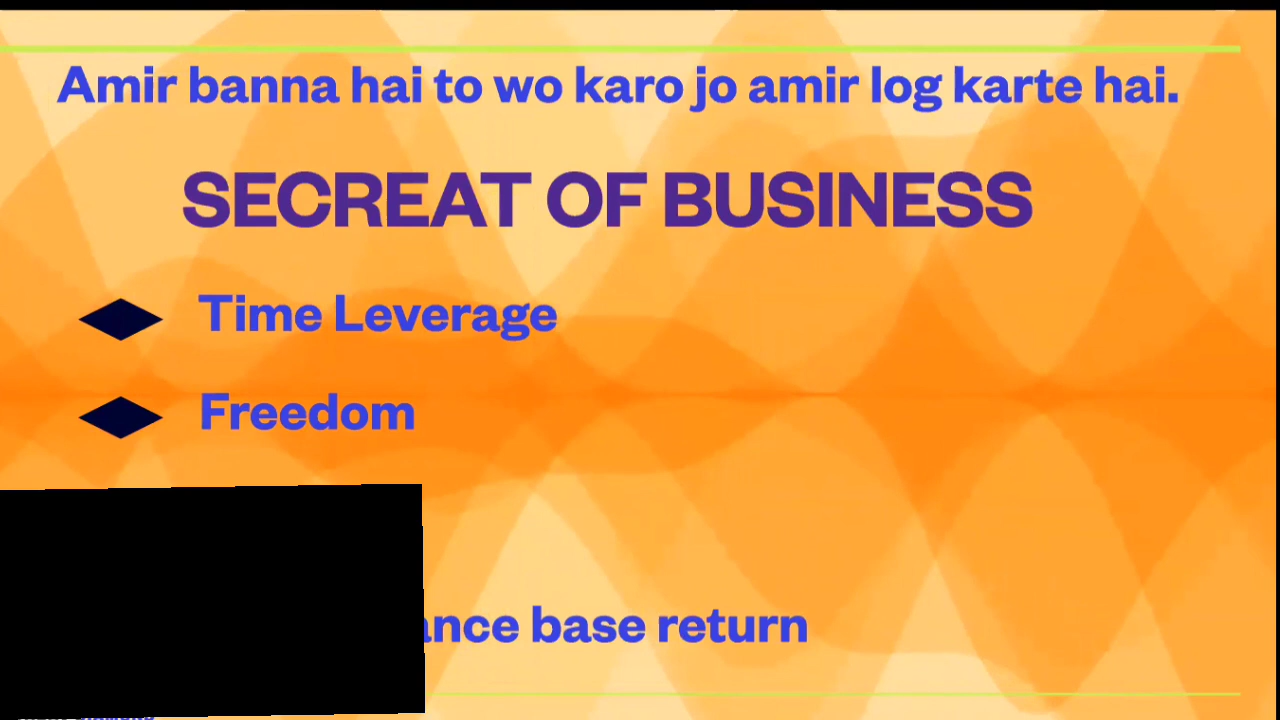 Amir banna hai to wo karo jo amir log karte hai.
SECREAT OF BUSINESS
Time Leverage
Freedom
base return